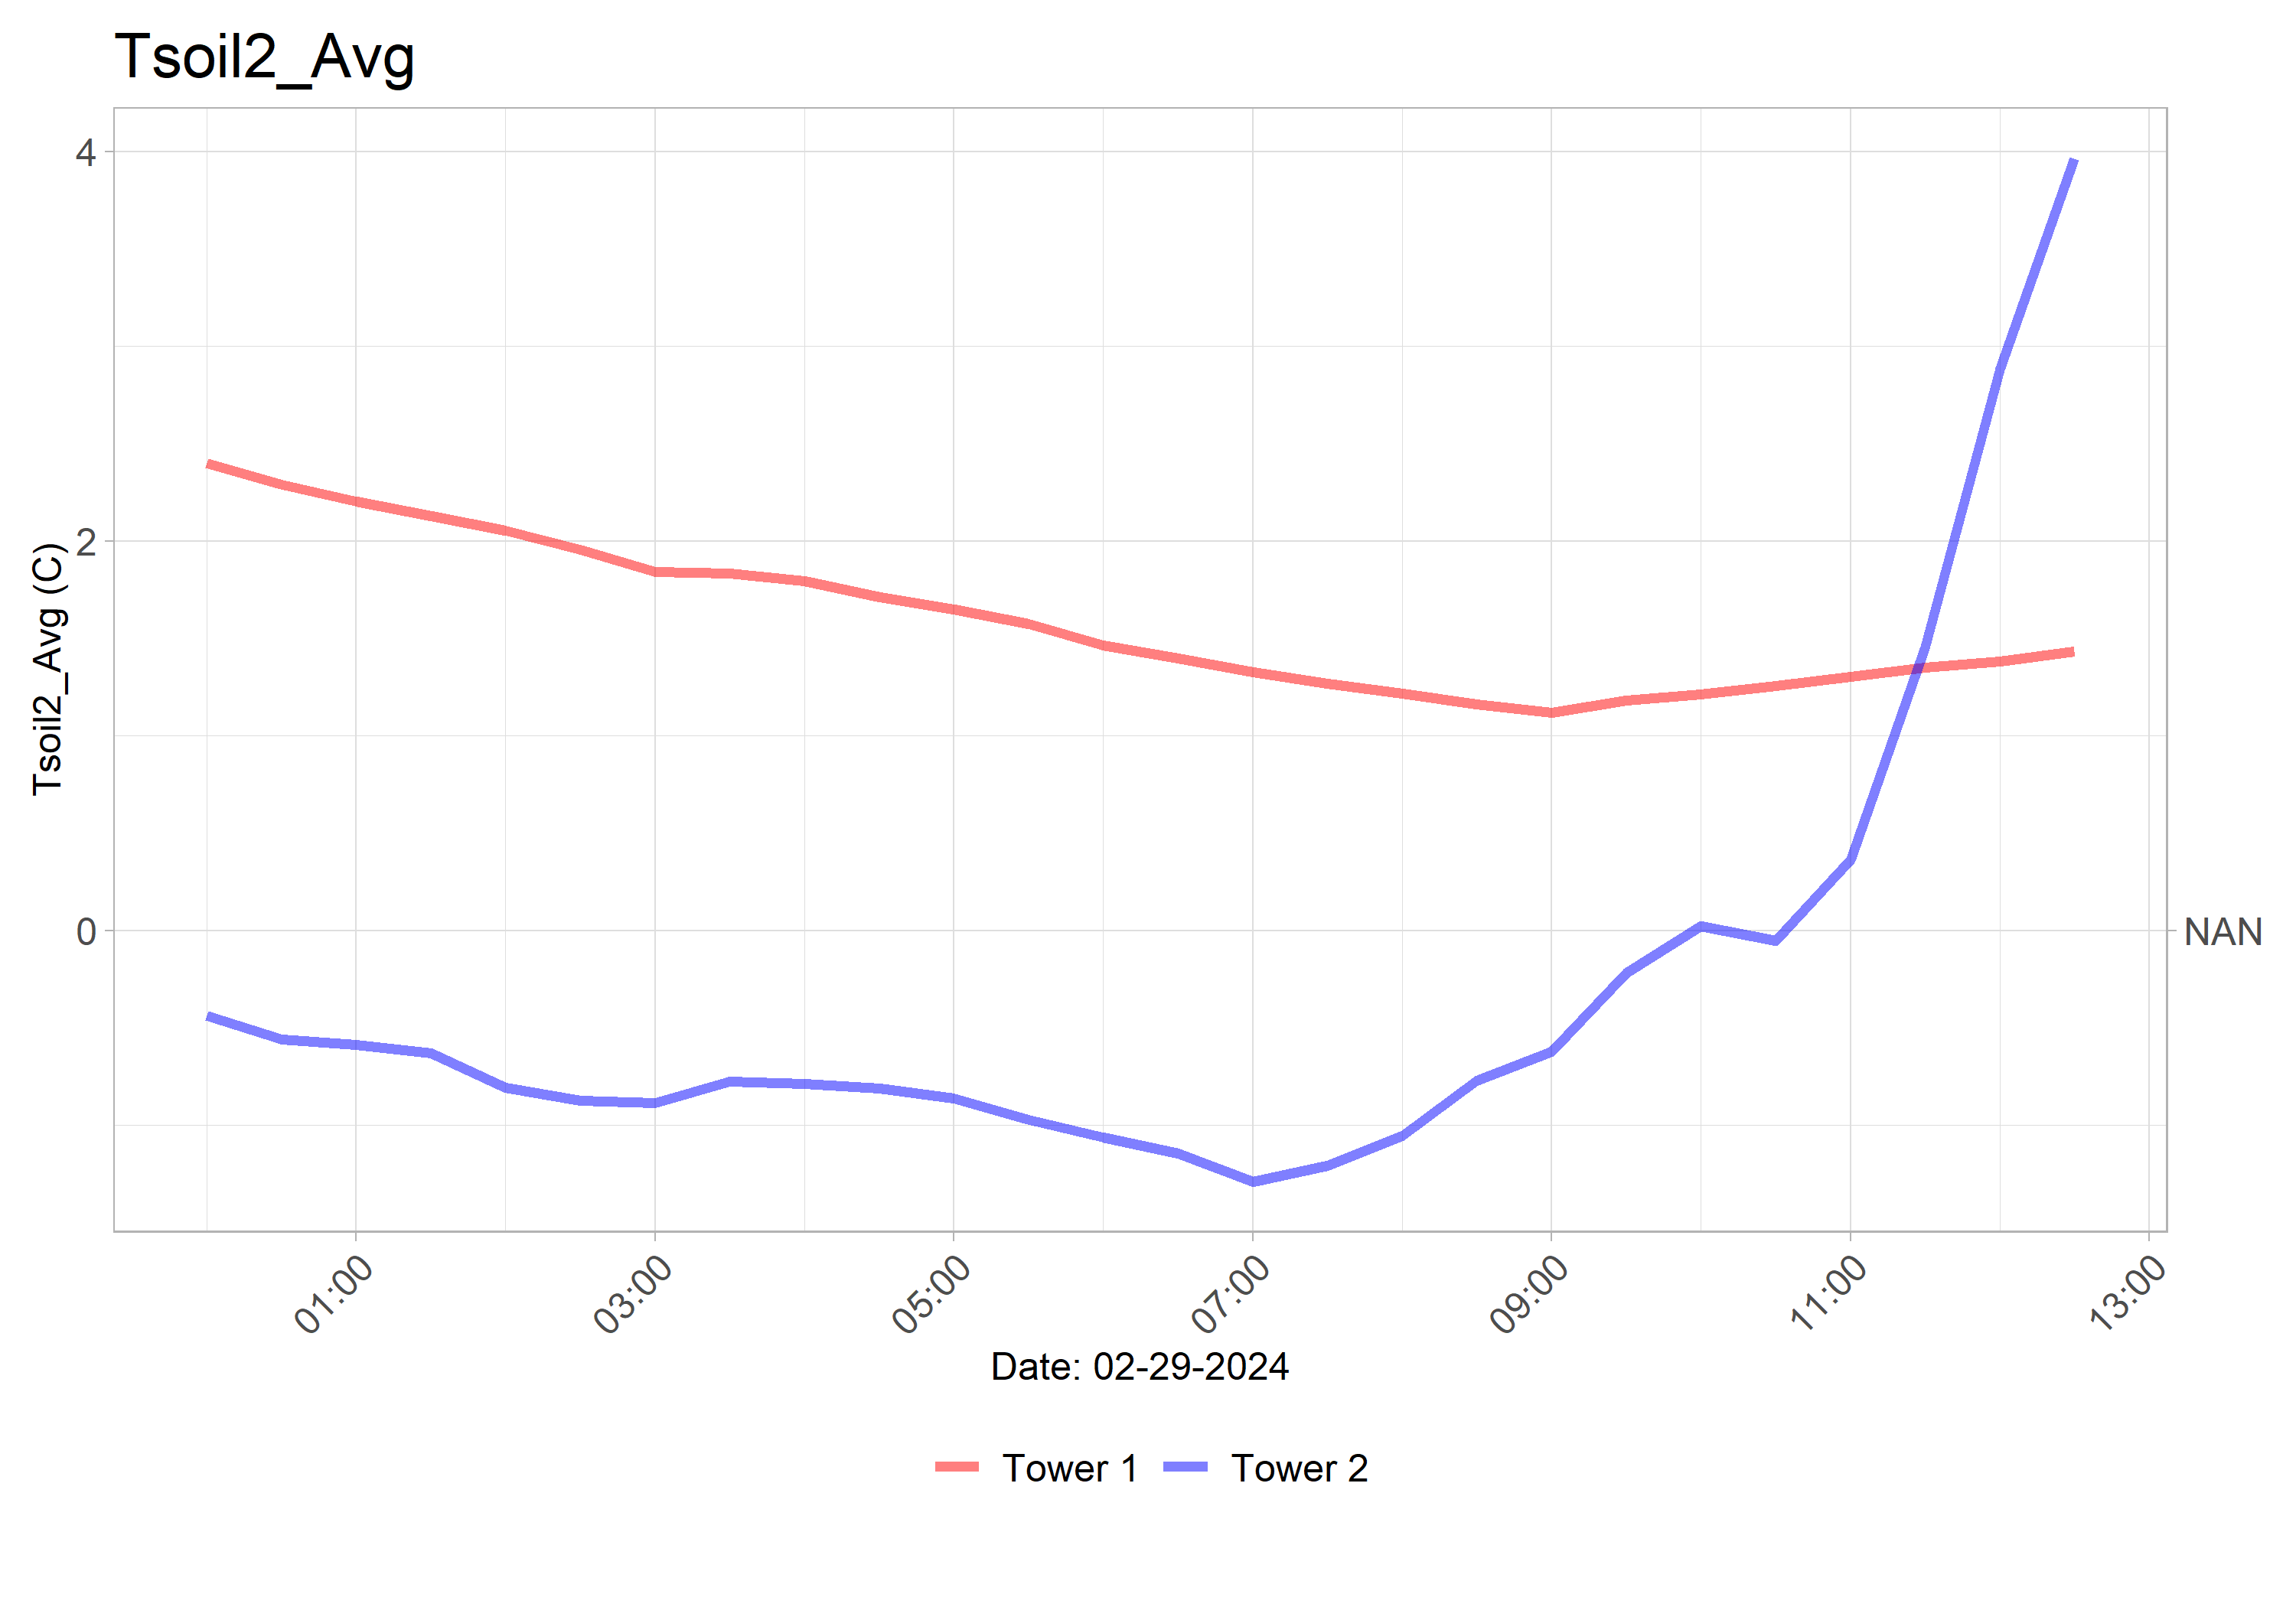 Tsoil2_Avg
Tsoil2_Avg (C)
4
2
0
NAN
01:00 03:00 05:00 07:00 09:00 11:00 13:00
Date: 02-29-2024
Tower 1 Tower 2